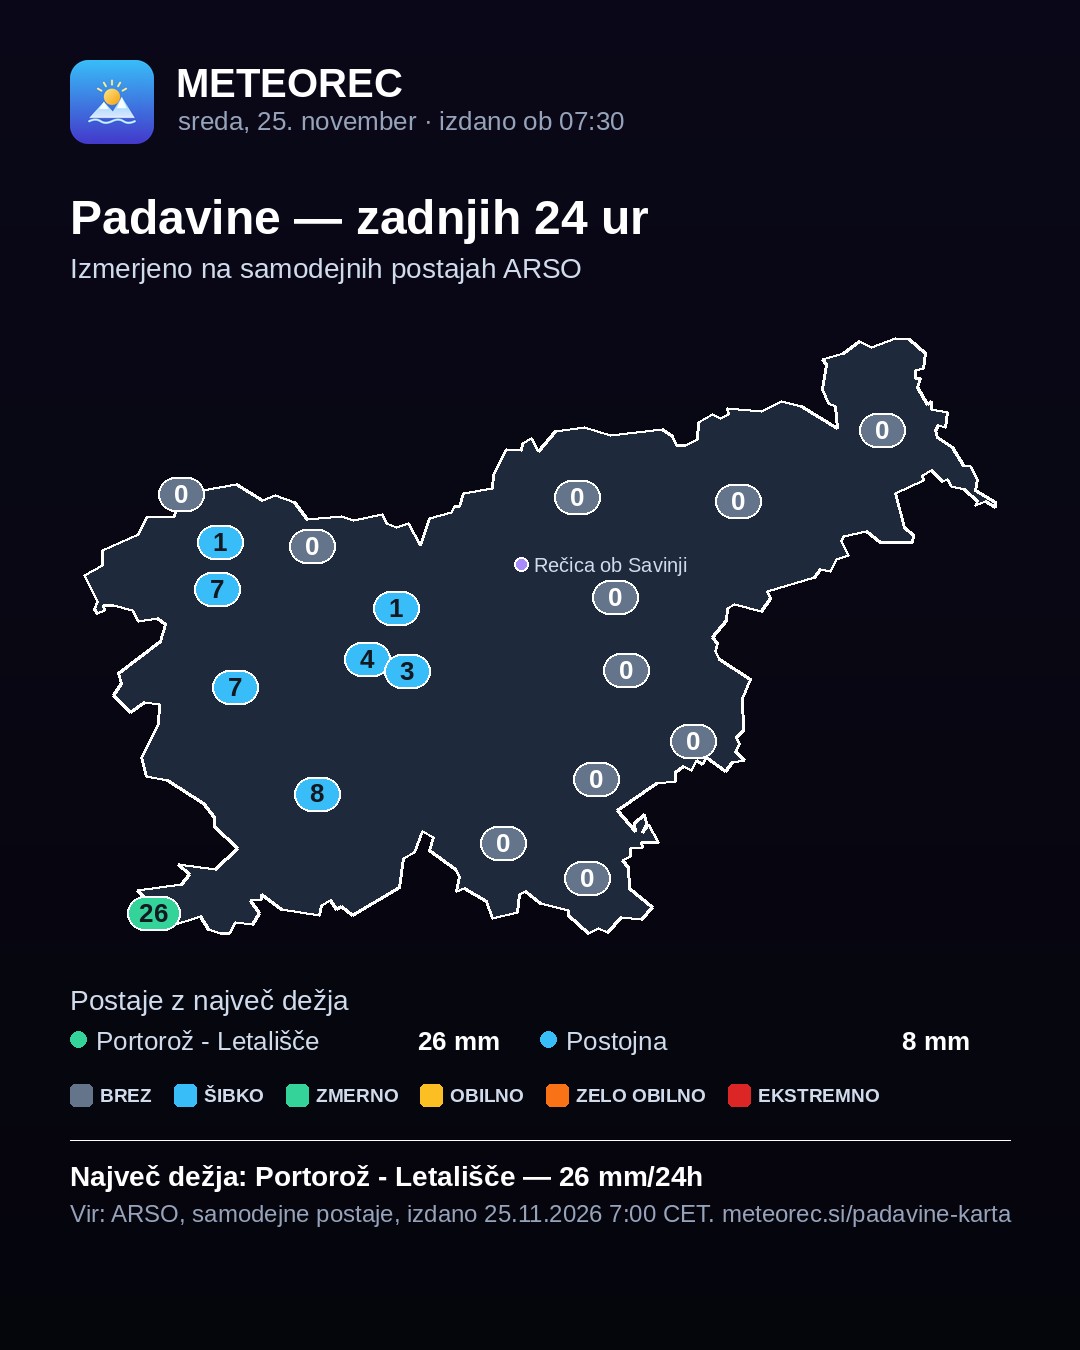 METEOREC
sreda, 25. november · izdano ob 07:30
Padavine — zadnjih 24 ur
Izmerjeno na samodejnih postajah ARSO
0
0
0
0
0
1
0
7
Rečica ob Savinji
0
1
4
3
0
7
0
0
8
0
0
26
Postaje z največ dežja
Portorož - Letališče 26 mm Postojna 8 mm
BREZ ŠIBKO ZMERNO OBILNO ZELO OBILNO EKSTREMNO
Največ dežja: Portorož - Letališče — 26 mm/24h
Vir: ARSO, samodejne postaje, izdano 25.11.2026 7:00 CET. meteorec.si/padavine-karta